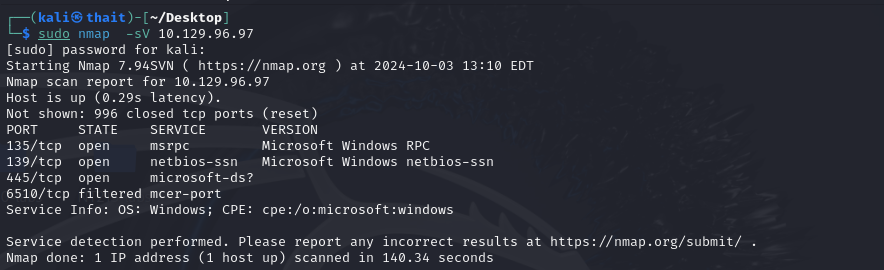 ┌──(kali㉿thait)-[~/Desktop]
└─$ sudo nmap  -sV 10.129.96.97
[sudo] password for kali:
Starting Nmap 7.94SVN ( https://nmap.org ) at 2024-10-03 13:10 EDT
Nmap scan report for 10.129.96.97
Host is up (0.29s latency).
Not shown: 996 closed tcp ports (reset)
PORT     STATE    SERVICE       VERSION
135/tcp  open     msrpc         Microsoft Windows RPC
139/tcp  open     netbios-ssn   Microsoft Windows netbios-ssn
445/tcp  open     microsoft-ds?
6510/tcp filtered mcer-port
Service Info: OS: Windows; CPE: cpe:/o:microsoft:windows

Service detection performed. Please report any incorrect results at https://nmap.org/submit/ .
Nmap done: 1 IP address (1 host up) scanned in 140.34 seconds